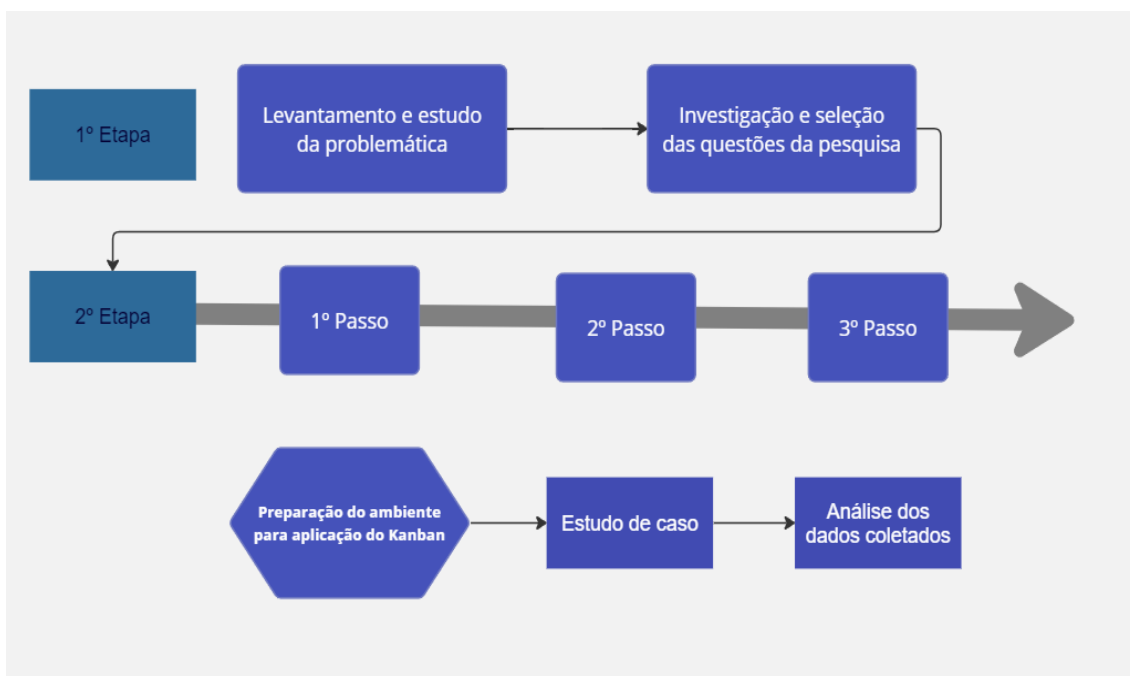 1º Etapa
Levantamento e estudo
da problemática
Investigação e seleção
das questões da pesquisa
2º Etapa
1º Passo
2º Passo
3º Passo
Preparação do ambiente
para aplicação do Kanban
Estudo de caso
Análise dos
dados coletados